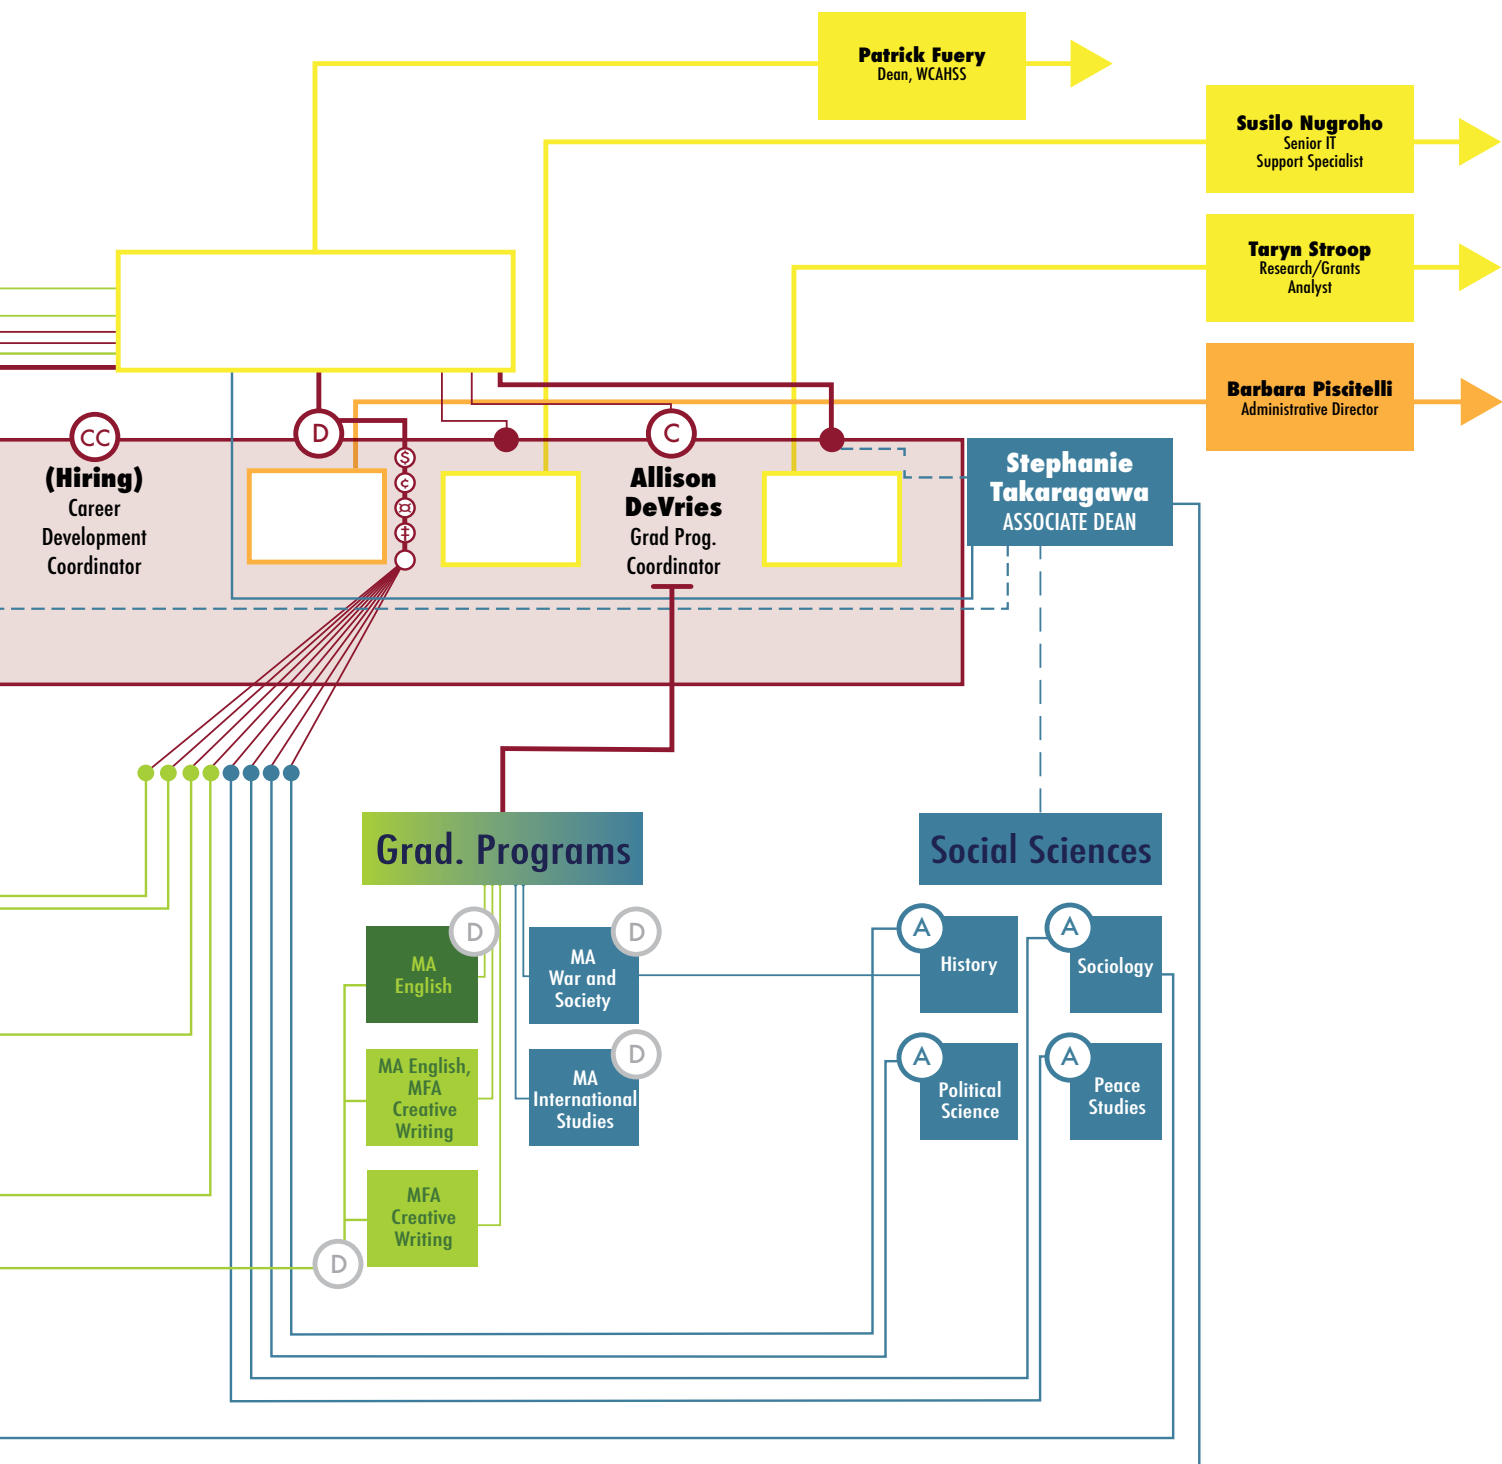 Patrick Fuery
Dean, WCAHSS
Susilo Nugroho
Senior IT
Support Specialist
Taryn Stroop
Research/Grants
Analyst
Barbara Piscitelli
Administrative Director
CC
(Hiring)
Career
Development
Coordinator
D
$
¢
¤
‡
C
Allison
DeVries
Grad Prog.
Coordinator
Stephanie
Takaragawa
ASSOCIATE DEAN
Grad. Programs
D
MA
English
MA English,
MFA
Creative
Writing
MFA
Creative
Writing
D
D
MA
War and
Society
D
MA
International
Studies
Social Sciences
A
History
A
Sociology
A
Political
Science
A
Peace
Studies